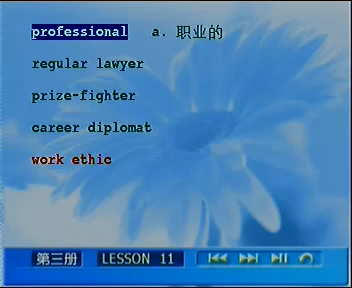 professional a. 职业的
regular lawyer
prize-fighter
career diplomat
work ethic
第三册 LESSON 11